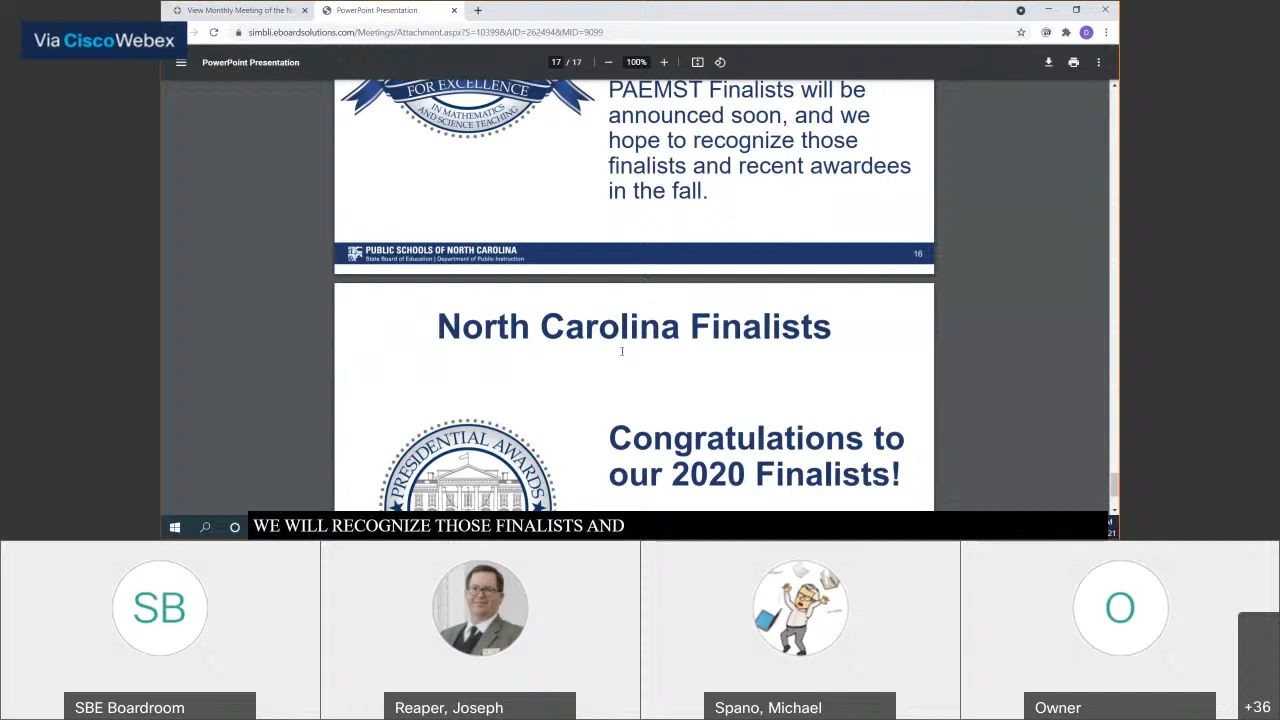 Via Cisco Webex
View Monthly Meeting of the N
PowerPoint Presentation
simbli.eboardsolutions.com/Meetings/Attachment.aspx?S=10399&AID=262494&MID=9099
D
PowerPoint Presentation
17 / 17
100%
FOR EXCELLENCE
IN MATHEMATICS
AND SCIENCE TEACHING
PAEMST Finalists will be
announced soon, and we
hope to recognize those
finalists and recent awardees
in the fall.
PUBLIC SCHOOLS OF NORTH CAROLINA
State Board of Education | Department of Public Instruction
16
North Carolina Finalists
PRESIDENTIAL AWARDS
Congratulations to
our 2020 Finalists!
WE WILL RECOGNIZE THOSE FINALISTS AND
M
21
SB
O
SBE Boardroom
Reaper, Joseph
Spano, Michael
Owner
+36